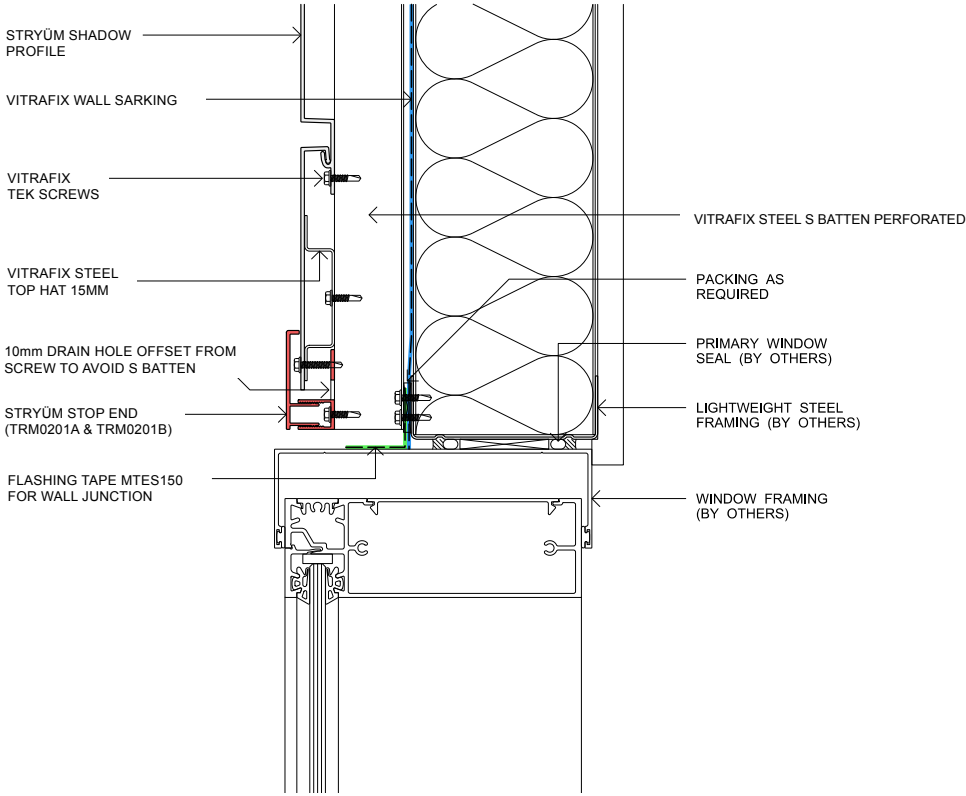 STRYÜM SHADOW
PROFILE
VITRAFIX WALL SARKING
VITRAFIX
TEK SCREWS
VITRAFIX STEEL
TOP HAT 15MM
10mm DRAIN HOLE OFFSET FROM
SCREW TO AVOID S BATTEN
STRYÜM STOP END
(TRM0201A & TRM0201B)
FLASHING TAPE MTES150
FOR WALL JUNCTION
VITRAFIX STEEL S BATTEN PERFORATED
PACKING AS
REQUIRED
PRIMARY WINDOW
SEAL (BY OTHERS)
LIGHTWEIGHT STEEL
FRAMING (BY OTHERS)
WINDOW FRAMING
(BY OTHERS)